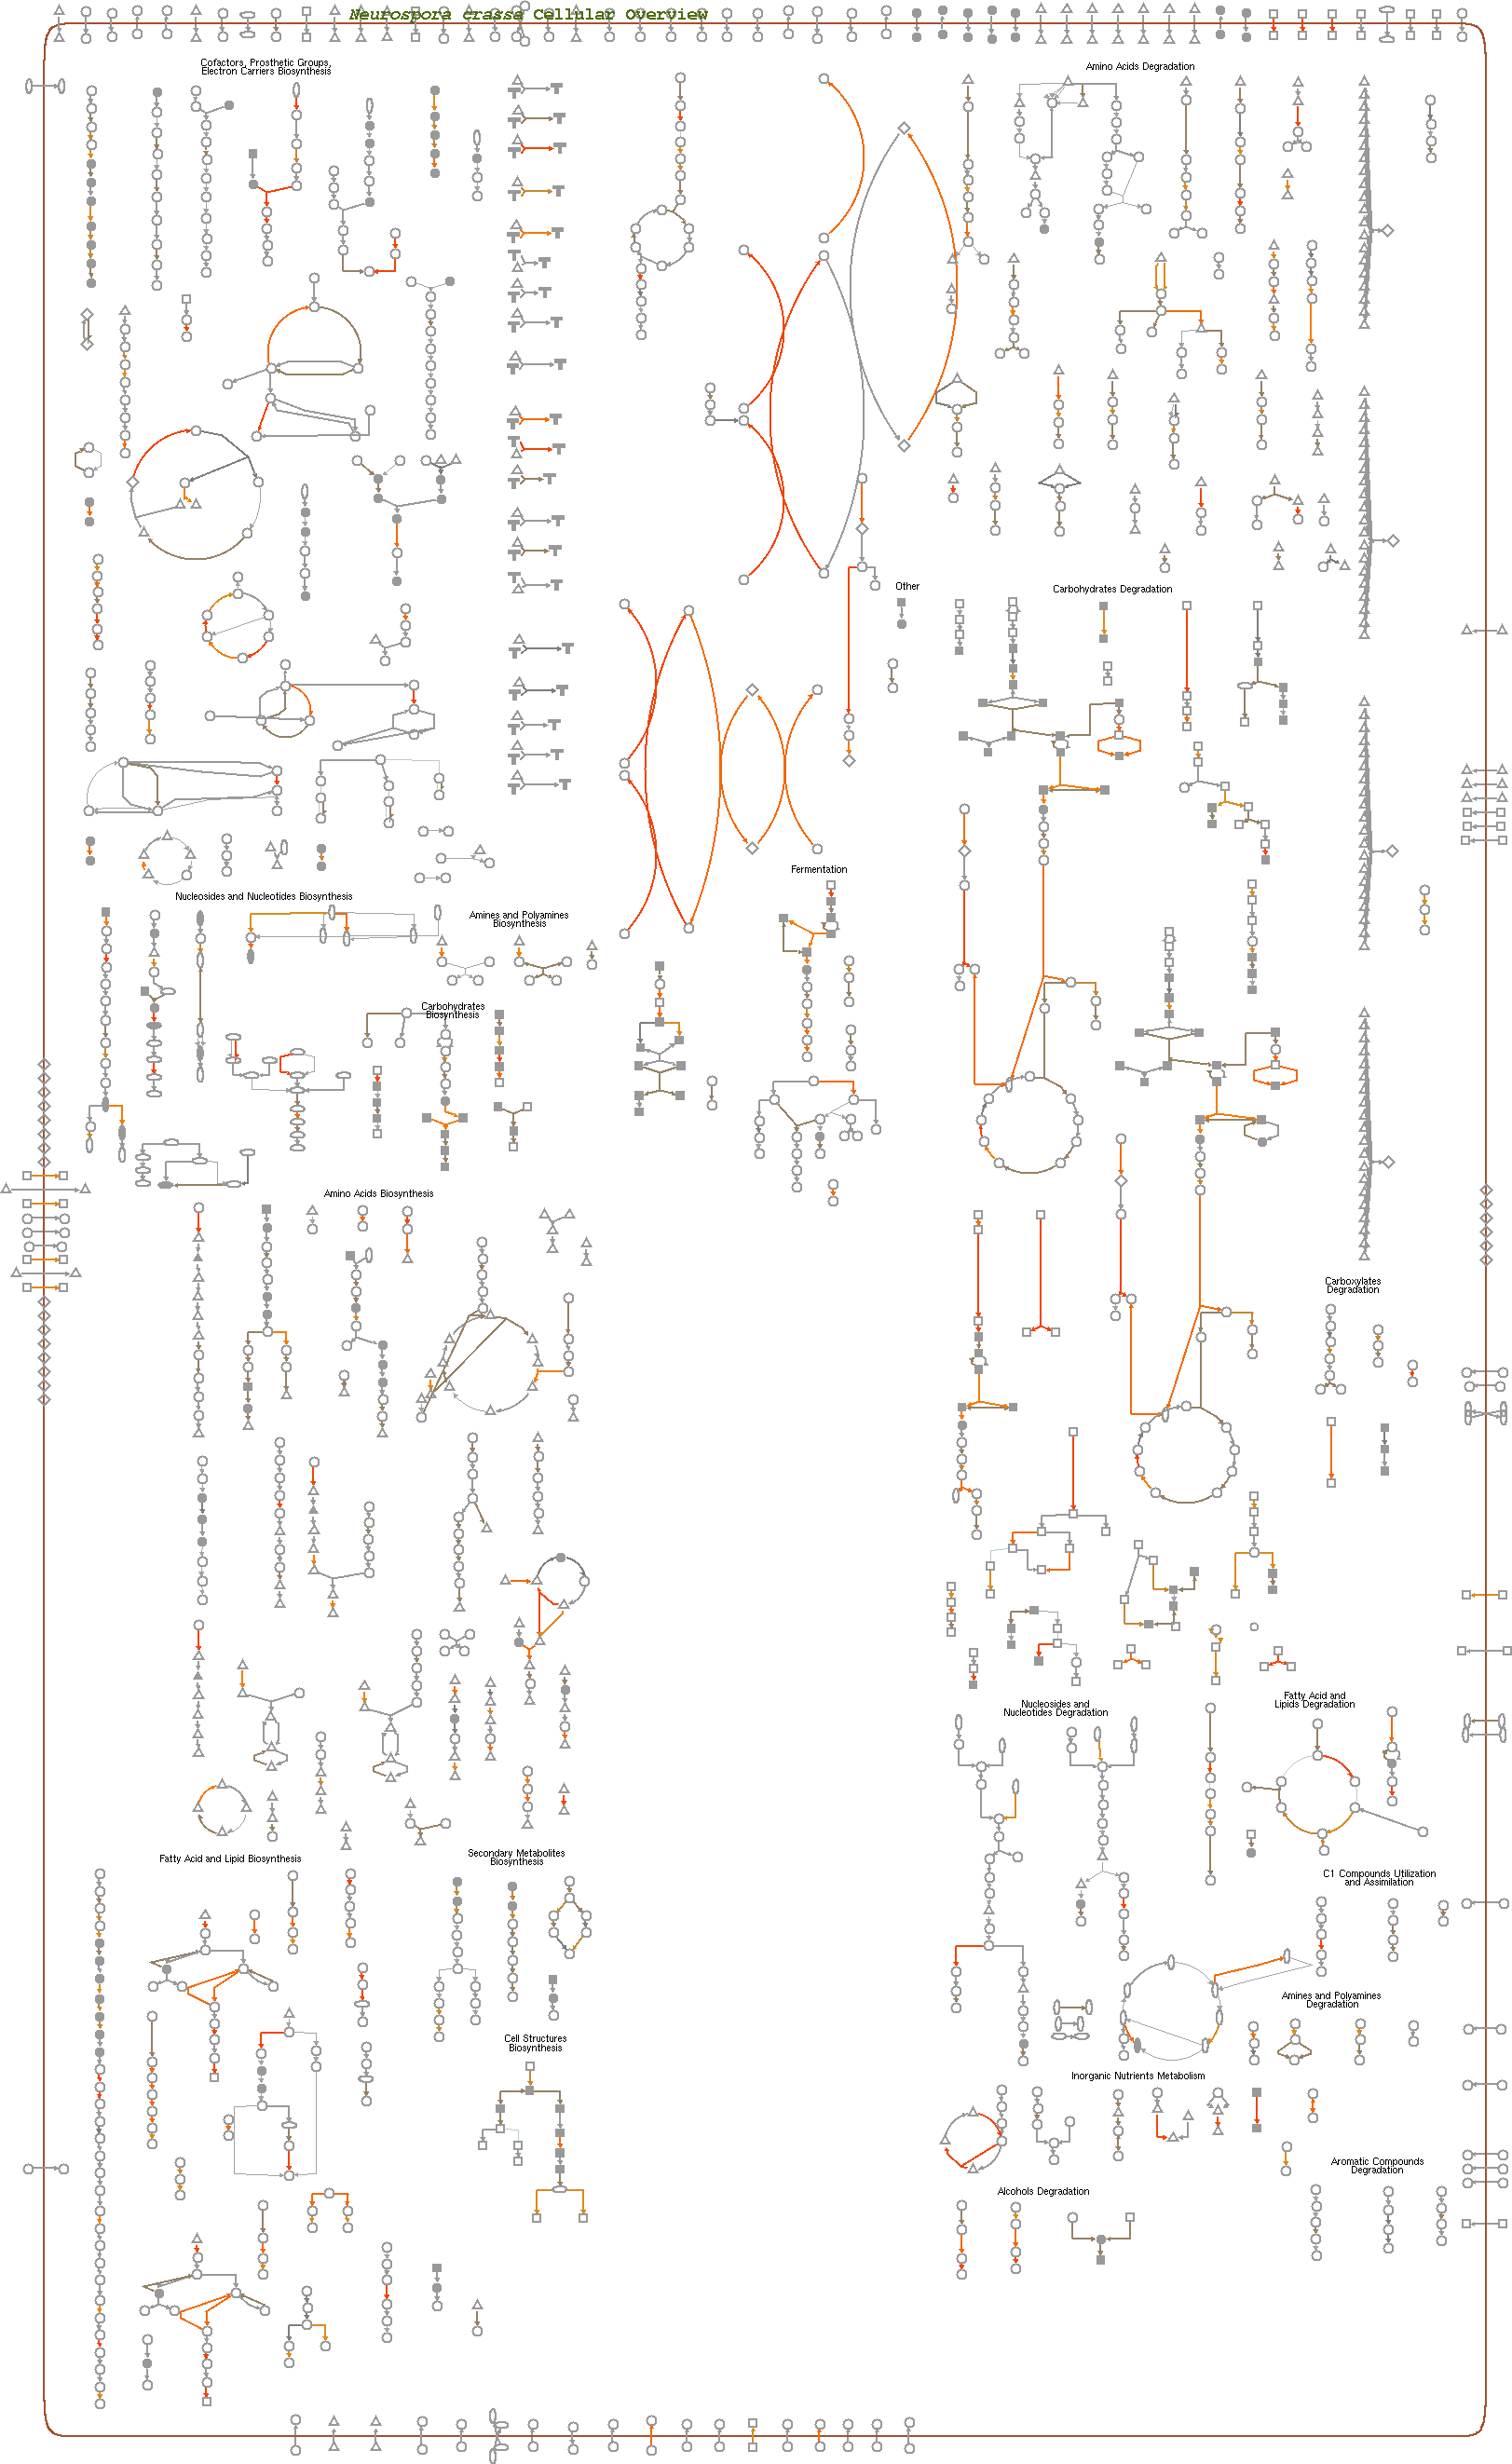 Neurospora crassa Cellular Overview
Cofactors, Prosthetic Groups,
Electron Carriers Biosynthesis
Amino Acids Degradation
Other
Carbohydrates Degradation
Fermentation
Nucleosides and Nucleotides Biosynthesis
Amines and Polyamines
Biosynthesis
Carbohydrates
Biosynthesis
Amino Acids Biosynthesis
Carboxylates
Degradation
Nucleosides and
Nucleotides Degradation
Fatty Acid and
Lipids Degradation
Fatty Acid and Lipid Biosynthesis
Secondary Metabolites
Biosynthesis
C1 Compounds Utilization
and Assimilation
Amines and Polyamines
Degradation
Cell Structures
Biosynthesis
Inorganic Nutrients Metabolism
Aromatic Compounds
Degradation
Alcohols Degradation